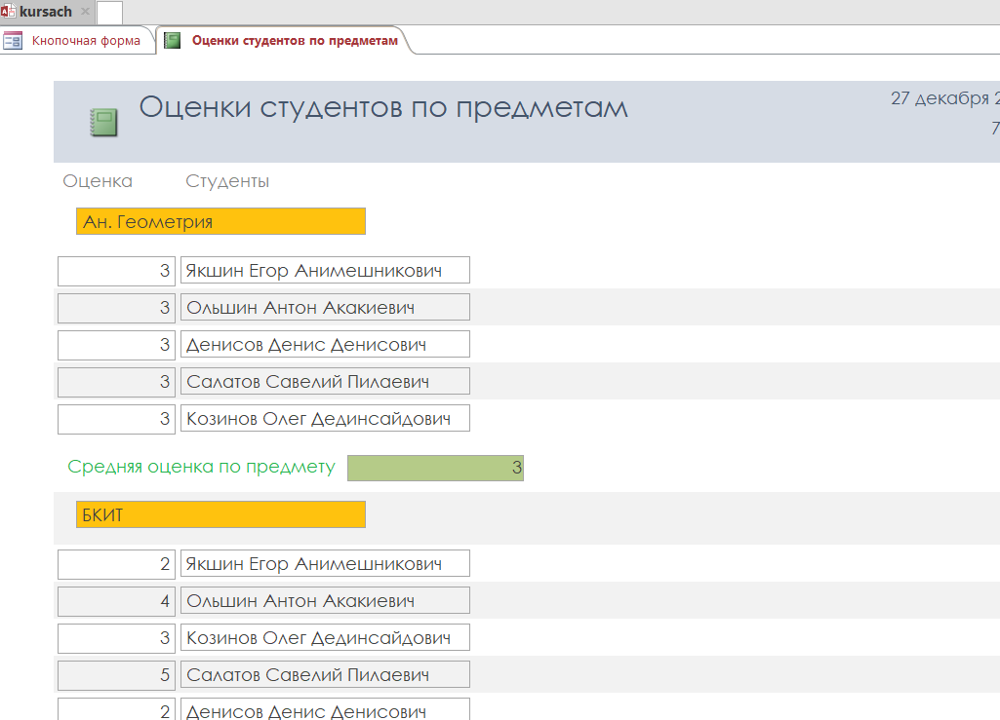 kursach
Кнопочная форма Оценки студентов по предметам
Оценки студентов по предметам
27 декабря 2
7
Оценка Студенты
Ан. Геометрия
3 Якшин Егор Анимешникович
3 Ольшин Антон Акакиевич
3 Денисов Денис Денисович
3 Салатов Савелий Пилаевич
3 Козинов Олег Дединсайдович
Средняя оценка по предмету 3
БКИТ
2 Якшин Егор Анимешникович
4 Ольшин Антон Акакиевич
3 Козинов Олег Дединсайдович
5 Салатов Савелий Пилаевич
2 Денисов Денис Денисович